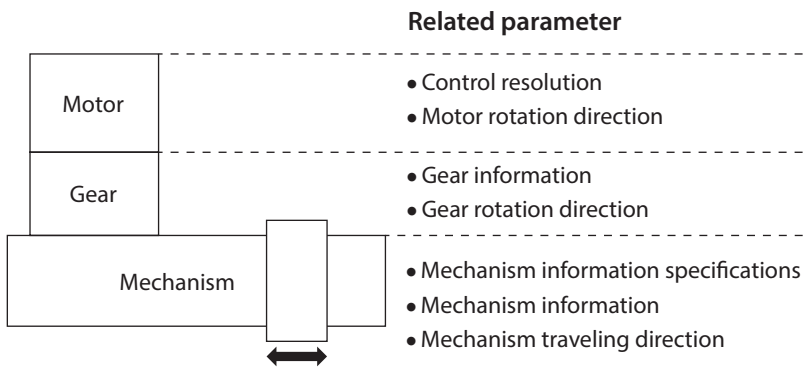 Related parameter
Motor
• Control resolution
• Motor rotation direction
Gear
• Gear information
• Gear rotation direction
Mechanism
• Mechanism information specifications
• Mechanism information
• Mechanism traveling direction